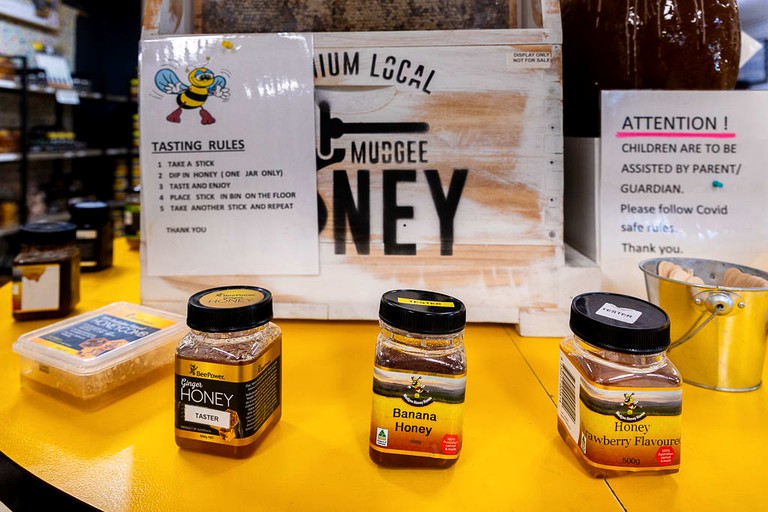 TASTING RULES
1 TAKE A STICK
2 DIP IN HONEY ( ONE JAR ONLY)
3 TASTE AND ENJOY
4 PLACE STICK IN BIN ON THE FLOOR
5 TAKE ANOTHER STICK AND REPEAT
THANK YOU
IUM LOCAL
MUDGEE
ONEY
DISPLAY ONLY
NOT FOR SALE
ATTENTION !
CHILDREN ARE TO BE
ASSISTED BY PARENT/
GUARDIAN.
Please follow Covid
safe rules.
Thank you.
HONEY
BeePower.
Ginger
HONEY
TASTER
TESTER
Banana
Honey
TESTER
Honey
awberry Flavoured
500g